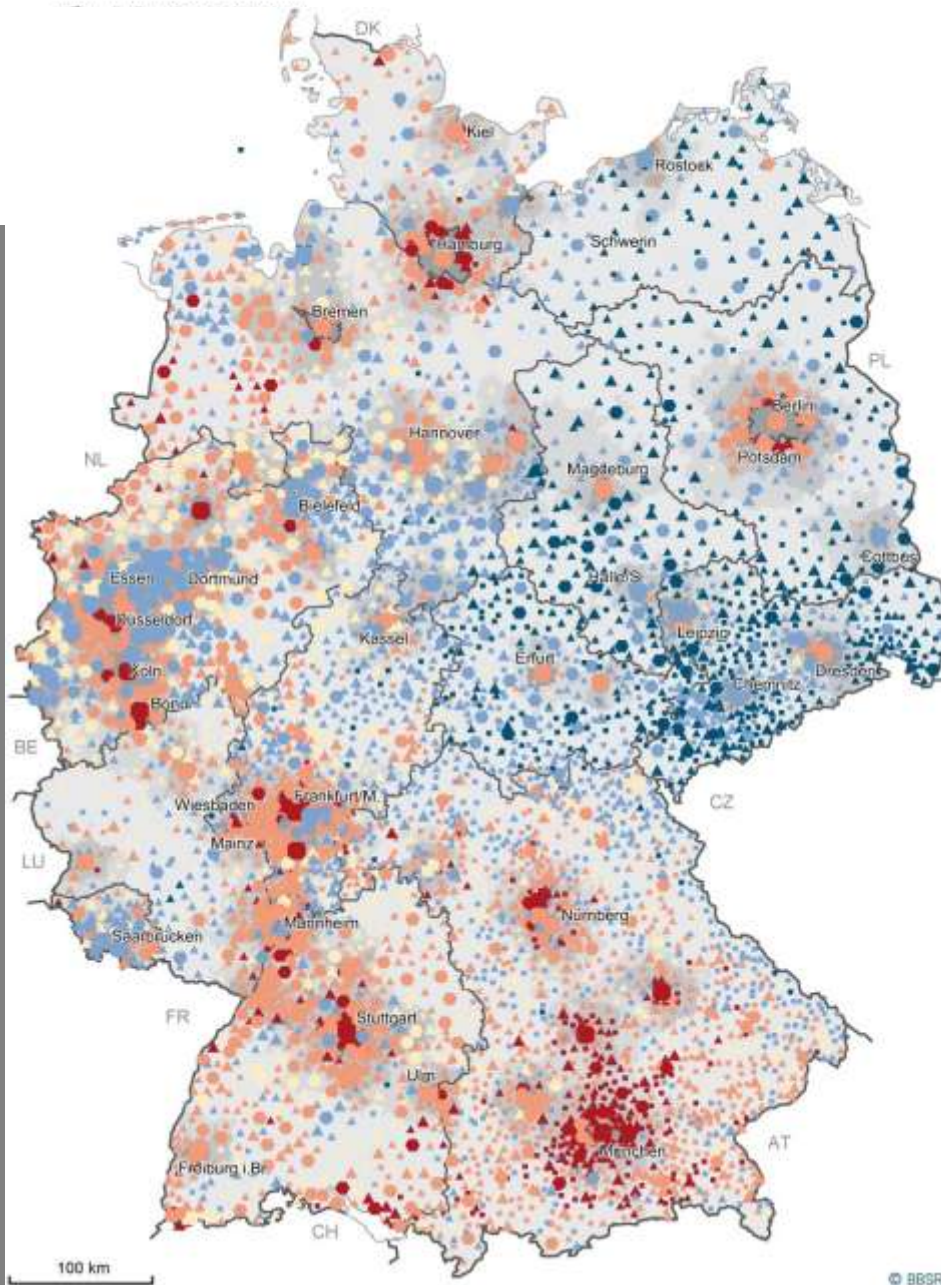 DK
Kiel
Rostock
Hamburg
Schwerin
Bremen
PL
Berlin
Hannover
Potsdam
NL
Magdeburg
Bielefeld
Cottbus
Essen
Dortmund
Halle/S.
Düsseldorf
Leipzig
Kassel
Erfurt
Dresden
Köln
Chemnitz
Bonn
BE
CZ
Wiesbaden
Frankfurt/M.
Mainz
LU
Nürnberg
Mannheim
Saarbrücken
FR
Stuttgart
Ulm
AT
München
Freiburg i.Br.
CH
100 km
© BBSR